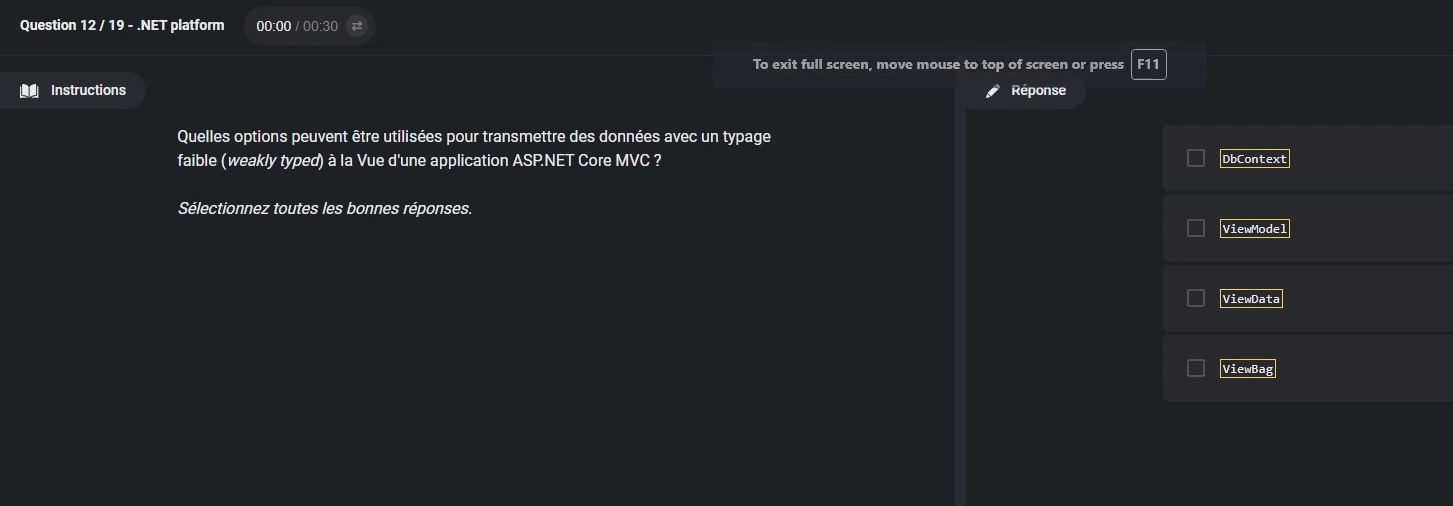 Question 12 / 19 - .NET platform
00:00 / 00:30
To exit full screen, move mouse to top of screen or press F11
Instructions
Réponse
Quelles options peuvent être utilisées pour transmettre des données avec un typage
faible (weakly typed) à la Vue d'une application ASP.NET Core MVC ?
Sélectionnez toutes les bonnes réponses.
DbContext
ViewModel
ViewData
ViewBag